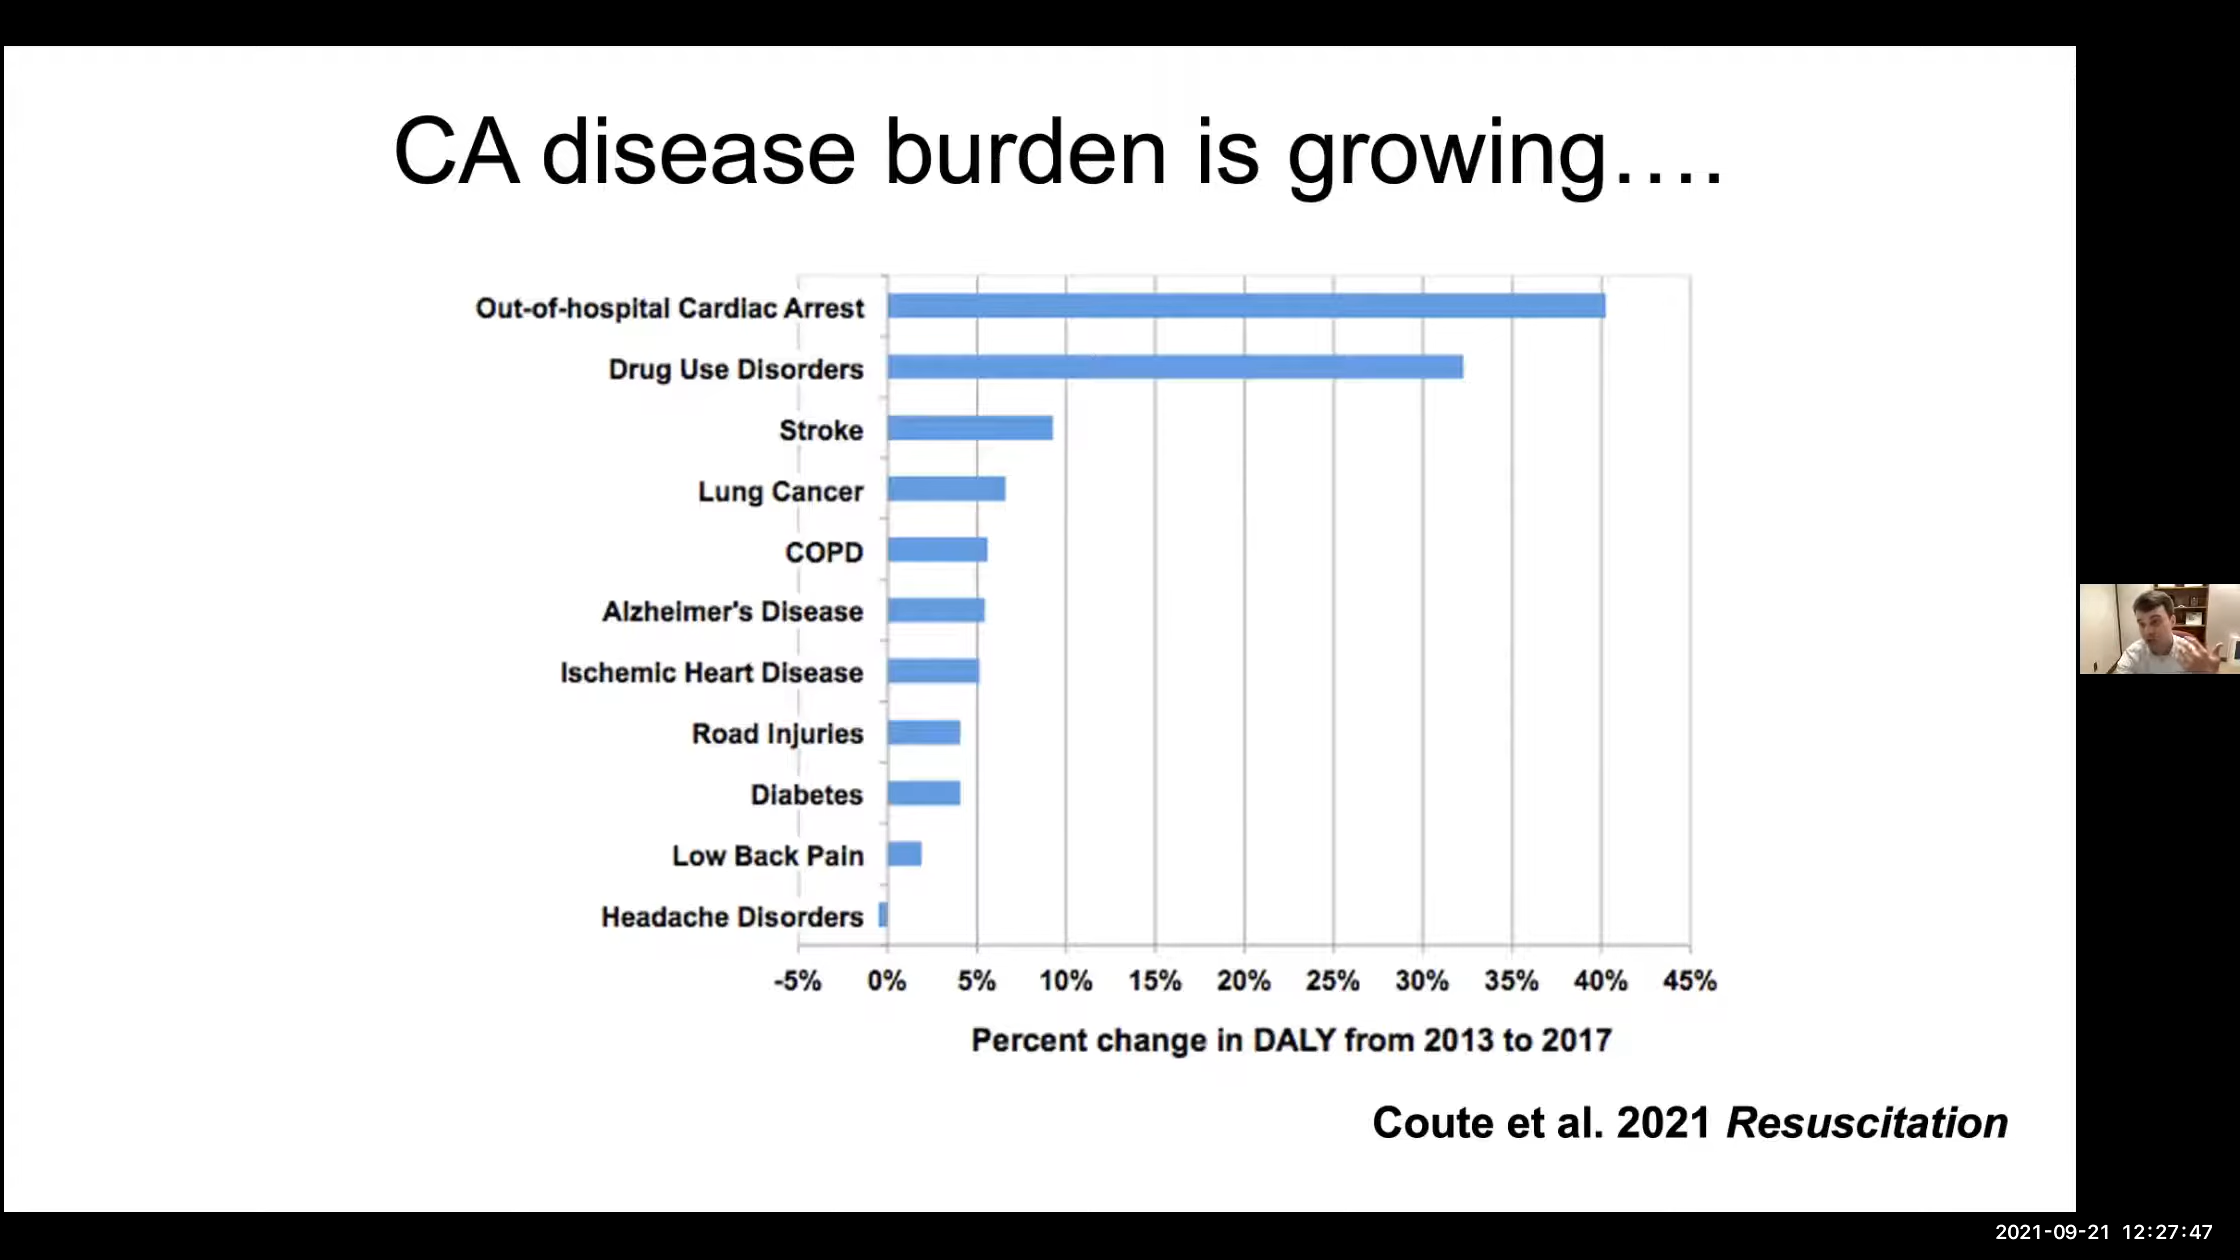 CA disease burden is growing….
Out-of-hospital Cardiac Arrest
Drug Use Disorders
Stroke
Lung Cancer
COPD
Alzheimer's Disease
Ischemic Heart Disease
Road Injuries
Diabetes
Low Back Pain
Headache Disorders
-5% 0% 5% 10% 15% 20% 25% 30% 35% 40% 45%
Percent change in DALY from 2013 to 2017
Coute et al. 2021 Resuscitation
2021-09-21 12:27:47